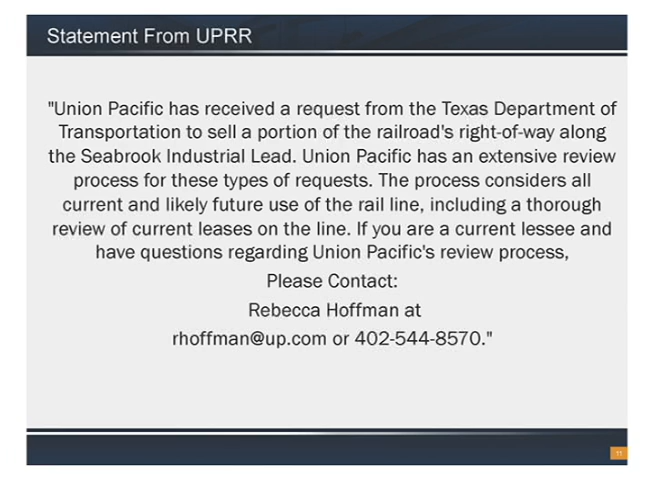 Statement From UPRR
"Union Pacific has received a request from the Texas Department of
Transportation to sell a portion of the railroad's right-of-way along
the Seabrook Industrial Lead. Union Pacific has an extensive review
process for these types of requests. The process considers all
current and likely future use of the rail line, including a thorough
review of current leases on the line. If you are a current lessee and
have questions regarding Union Pacific's review process,
Please Contact:
Rebecca Hoffman at
rhoffman@up.com or 402-544-8570."
11